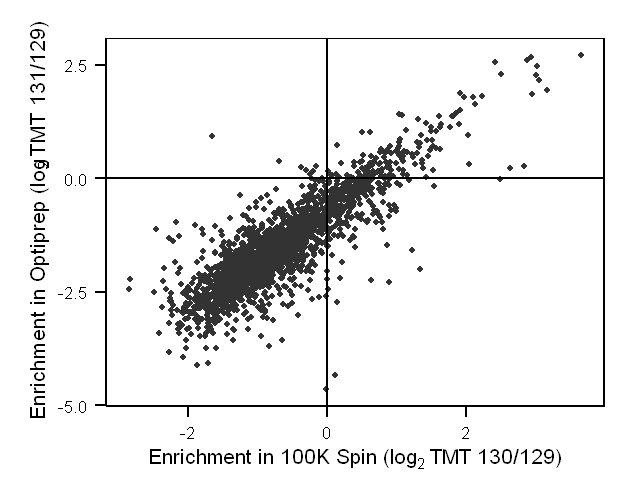 Enrichment in Optiprep (log₂ TMT 131/129)
2.5
0.0
-2.5
-5.0
-2 0 2
Enrichment in 100K Spin (log₂ TMT 130/129)